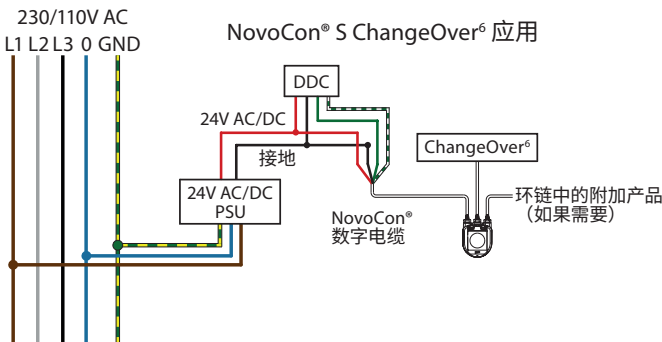 230/110V AC
L1 L2 L3 0 GND
NovoCon® S ChangeOver⁶ 应用
DDC
24V AC/DC
接地
ChangeOver⁶
24V AC/DC
PSU
NovoCon®
数字电缆
环链中的附加产品
（如果需要）